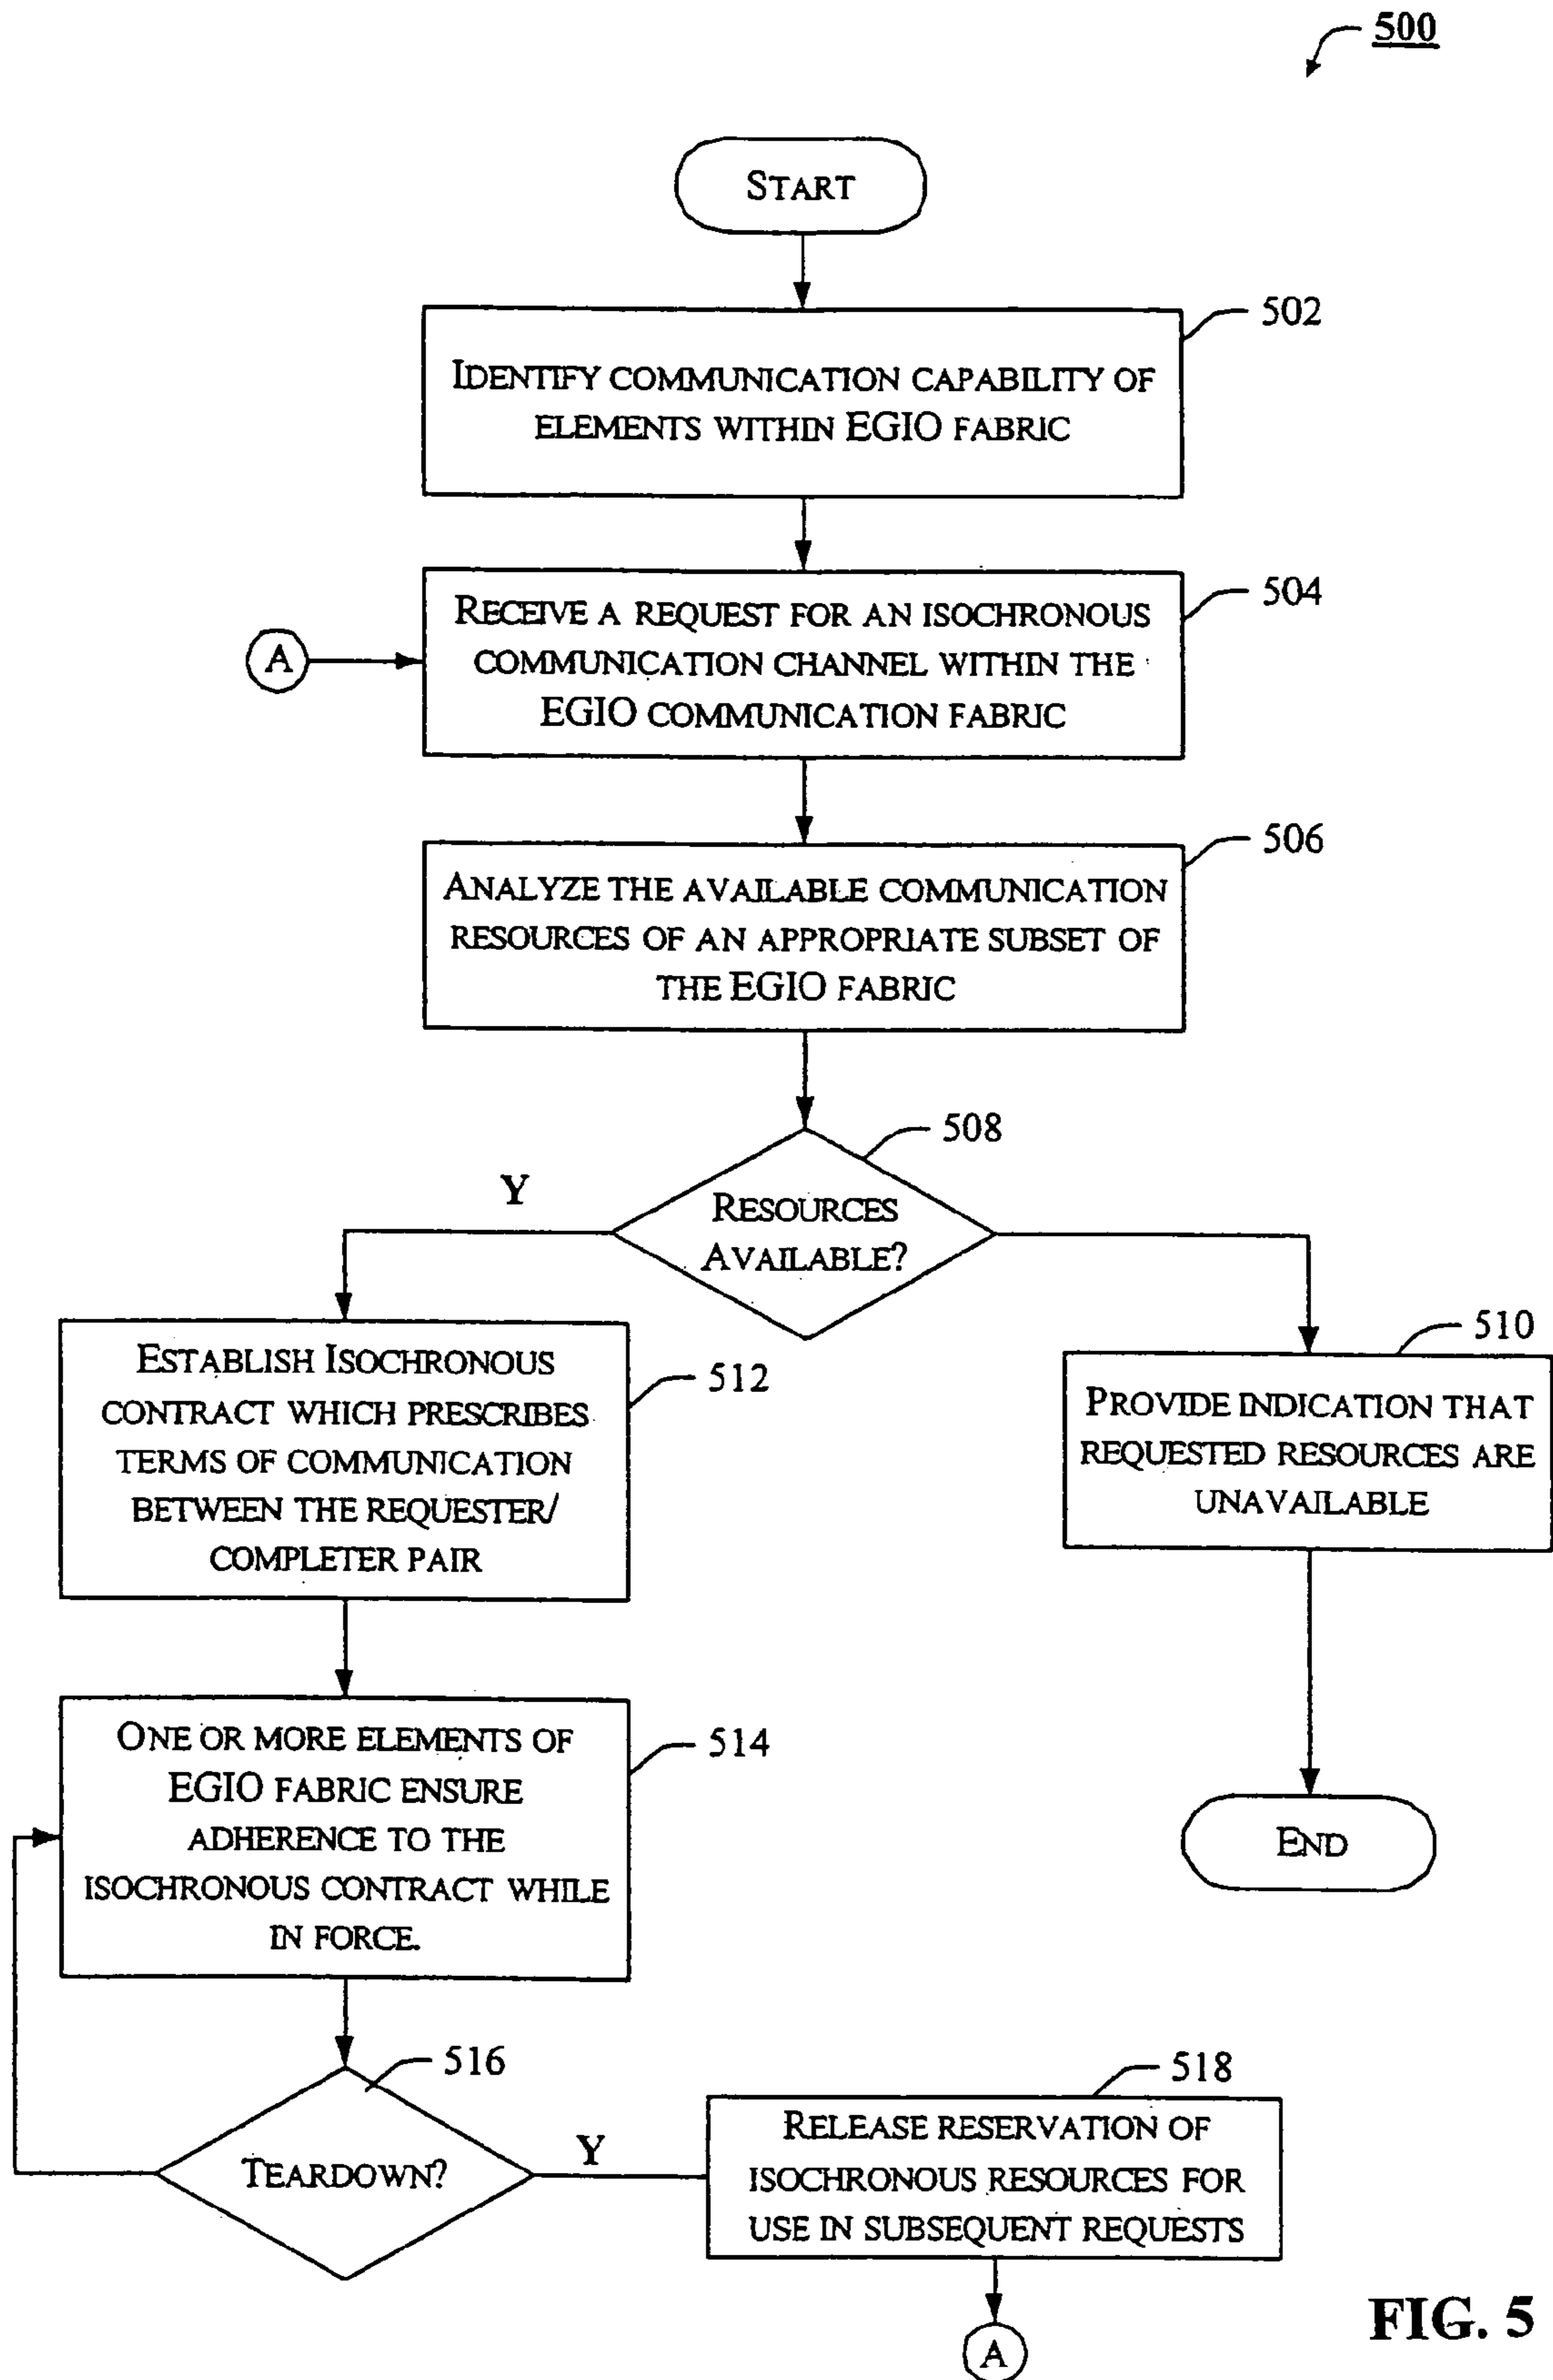 500
START
502
IDENTIFY COMMUNICATION CAPABILITY OF
ELEMENTS WITHIN EGIO FABRIC
504
RECEIVE A REQUEST FOR AN ISOCHRONOUS
COMMUNICATION CHANNEL WITHIN THE
EGIO COMMUNICATION FABRIC
A
506
ANALYZE THE AVAILABLE COMMUNICATION
RESOURCES OF AN APPROPRIATE SUBSET OF
THE EGIO FABRIC
508
Y
RESOURCES
AVAILABLE?
510
PROVIDE INDICATION THAT
REQUESTED RESOURCES ARE
UNAVAILABLE
512
ESTABLISH ISOCHRONOUS
CONTRACT WHICH PRESCRIBES
TERMS OF COMMUNICATION
BETWEEN THE REQUESTER/
COMPLETER PAIR
514
ONE OR MORE ELEMENTS OF
EGIO FABRIC ENSURE
ADHERENCE TO THE
ISOCHRONOUS CONTRACT WHILE
IN FORCE.
END
516
TEARDOWN?
Y
518
RELEASE RESERVATION OF
ISOCHRONOUS RESOURCES FOR
USE IN SUBSEQUENT REQUESTS
A
FIG. 5